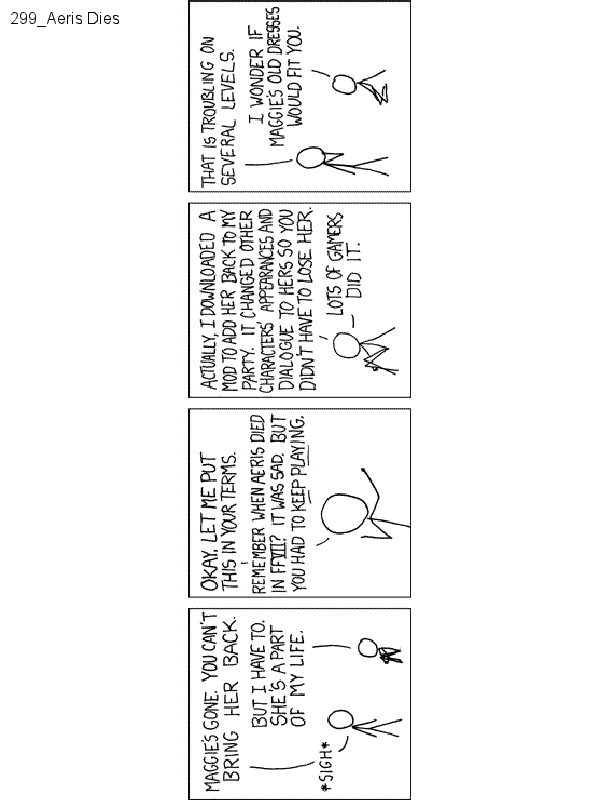 299_Aeris Dies
MAGGIE'S GONE. YOU CAN'T
BRING HER BACK.
BUT I HAVE TO.
SHE'S A PART
OF MY LIFE.
*SIGH*
OKAY, LET ME PUT
THIS IN YOUR TERMS.
REMEMBER WHEN AERIS DIED
IN FFVII? IT WAS SAD, BUT
YOU HAD TO KEEP PLAYING.
ACTUALLY, I DOWNLOADED A
MOD TO ADD HER BACK TO MY
PARTY. IT CHANGED OTHER
CHARACTERS' APPEARANCES AND
DIALOGUE TO HERS SO YOU
DIDN'T HAVE TO LOSE HER.
LOTS OF GAMERS
DID IT.
THAT IS TROUBLING ON
SEVERAL LEVELS.
I WONDER IF
MAGGIE'S OLD DRESSES
WOULD FIT YOU.